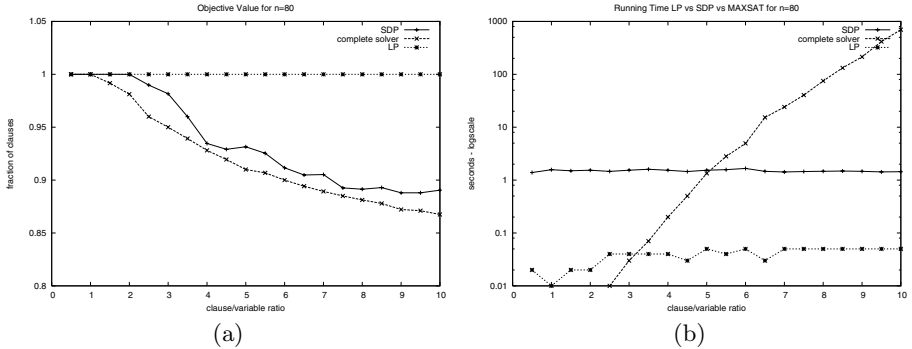 Objective Value for n=80
1.05
1
0.95
0.9
0.85
0.8
fraction of clauses
0 1 2 3 4 5 6 7 8 9 10
clause/variable ratio
SDP
complete solver
LP
(a)
Running Time LP vs SDP vs MAXSAT for n=80
1000
100
10
1
0.1
0.01
seconds - logscale
0 1 2 3 4 5 6 7 8 9 10
clause/variable ratio
SDP
complete solver
LP
(b)